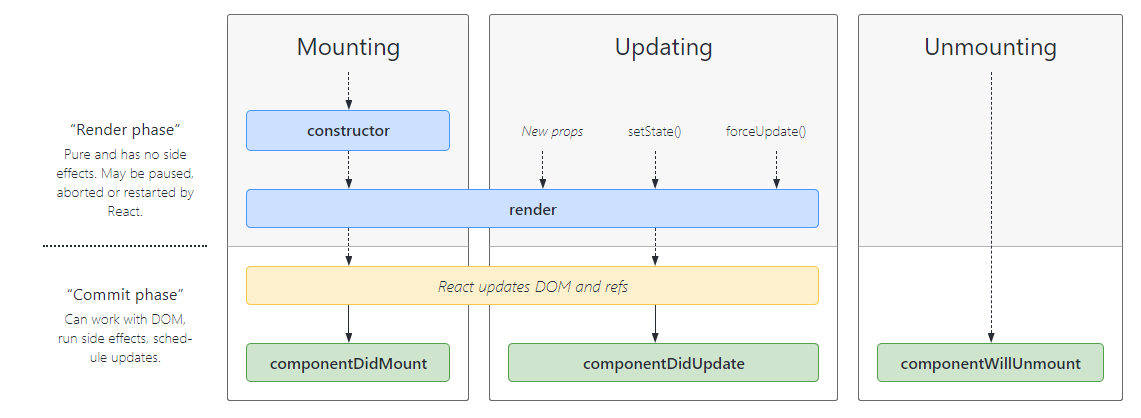 Mounting
Updating
Unmounting
“Render phase”
Pure and has no side
effects. May be paused,
aborted or restarted by
React.
constructor
New props
setState()
forceUpdate()
render
“Commit phase”
Can work with DOM,
run side effects, sched-
ule updates.
React updates DOM and refs
componentDidMount
componentDidUpdate
componentWillUnmount